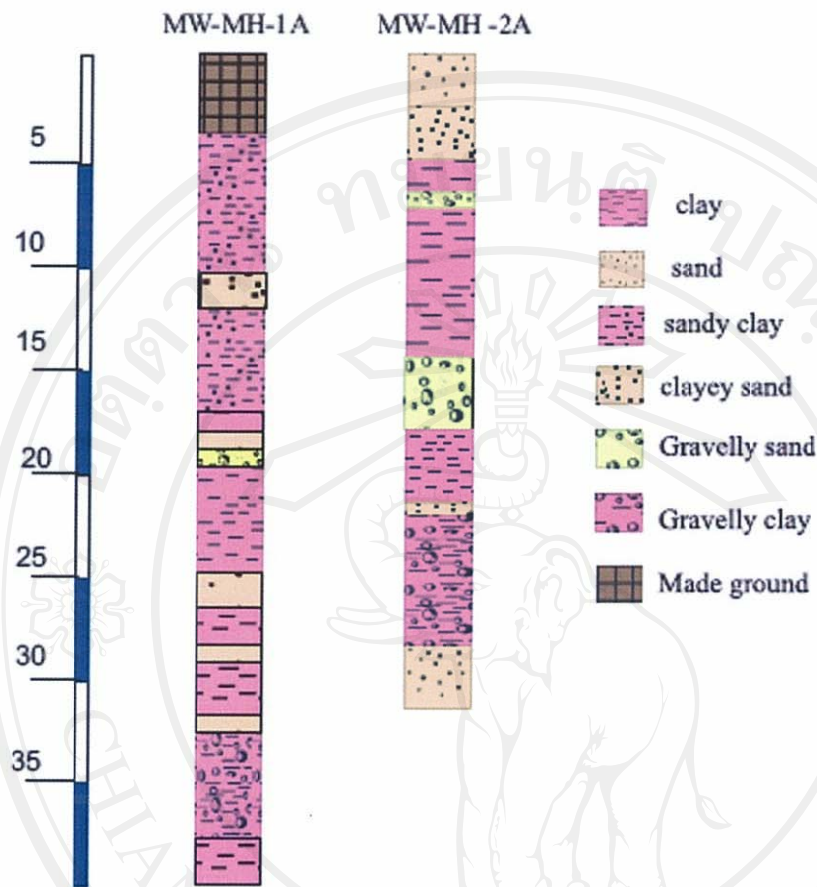 MW-MH-1A
MW-MH -2A
5
10
15
20
25
30
35
clay
sand
sandy clay
clayey sand
Gravelly sand
Gravelly clay
Made ground